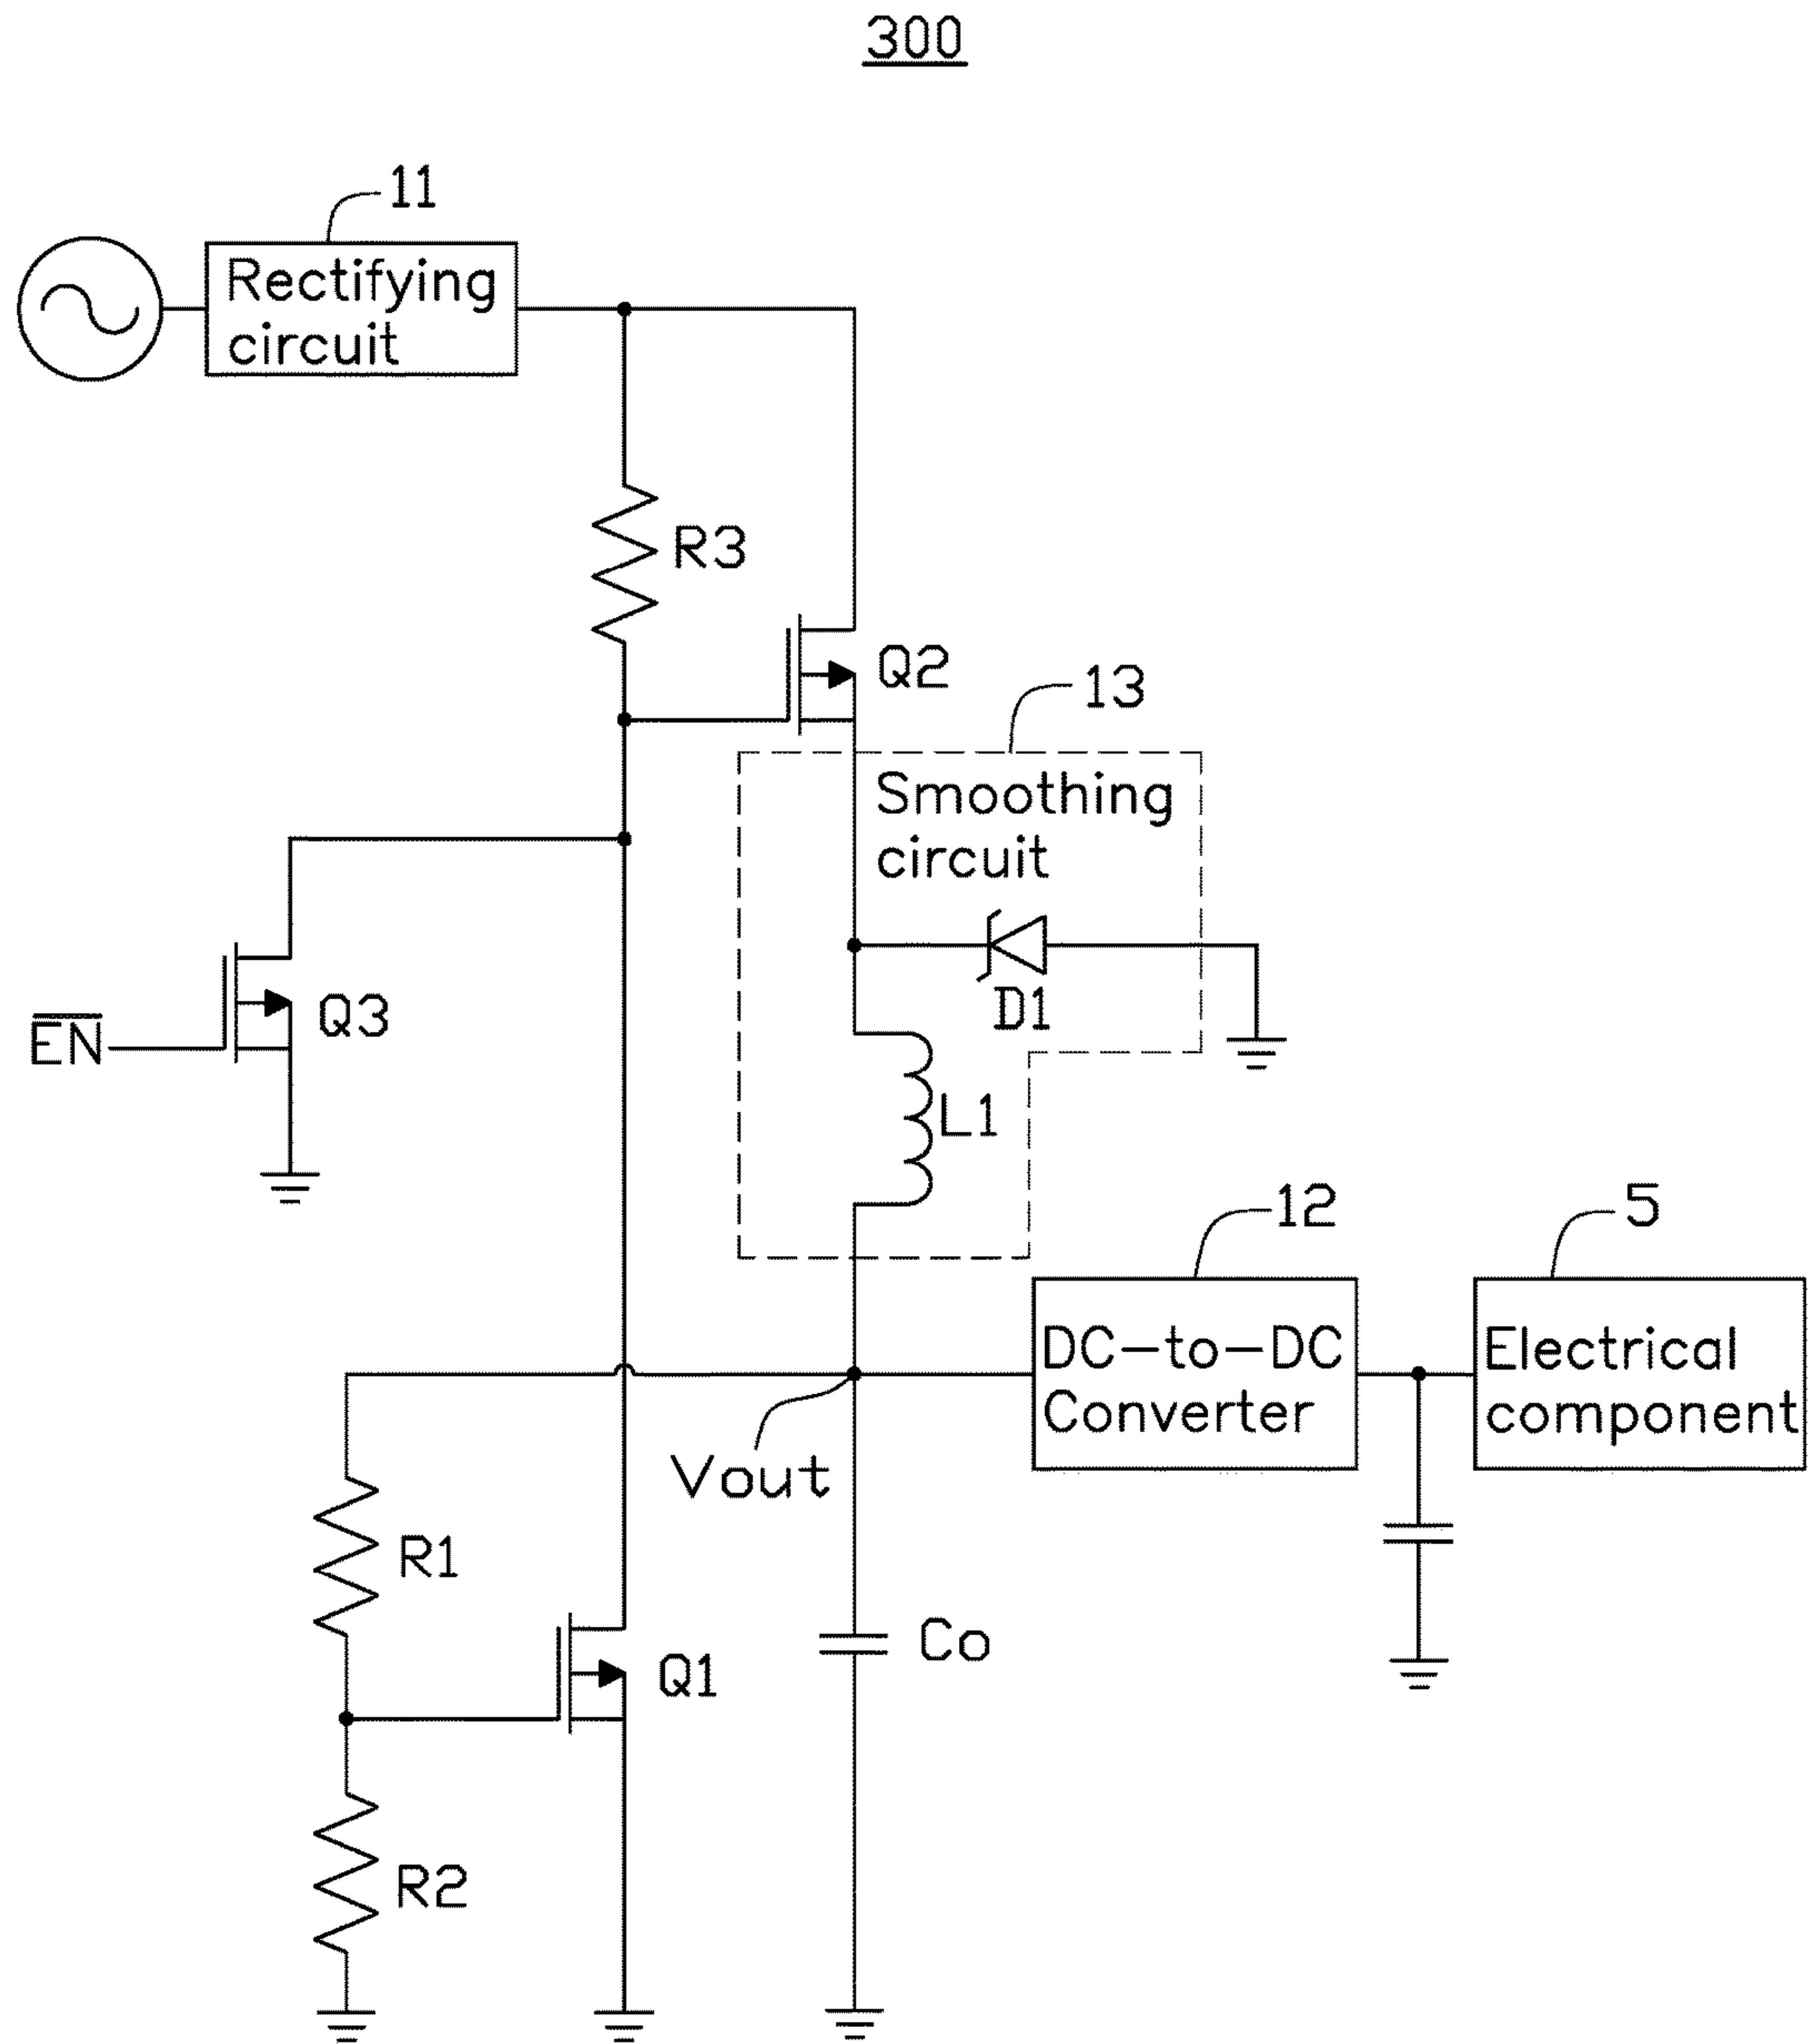 300
11
Rectifying
circuit
R3
Q2
13
Smoothing
circuit
Q3
EN
D1
L1
12
5
DC-to-DC
Converter
Electrical
component
Vout
R1
Co
Q1
R2